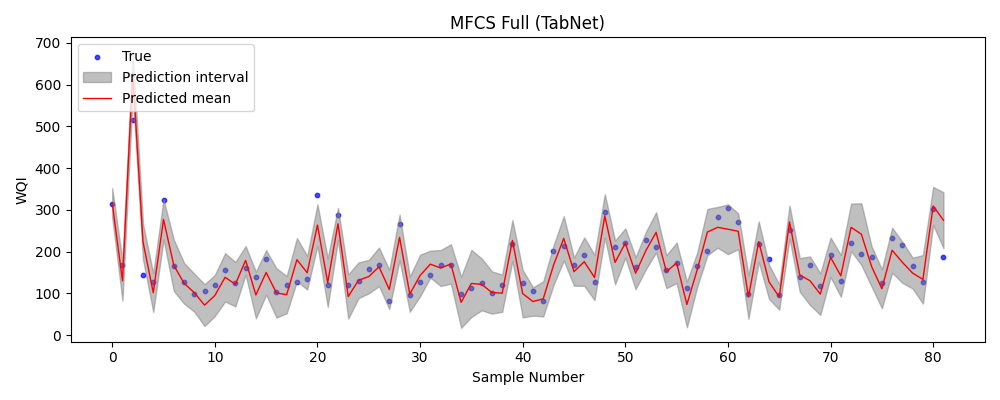 MFCS Full (TabNet)
True
Prediction interval
Predicted mean
WQI
700
600
500
400
300
200
100
0
0 10 20 30 40 50 60 70 80
Sample Number